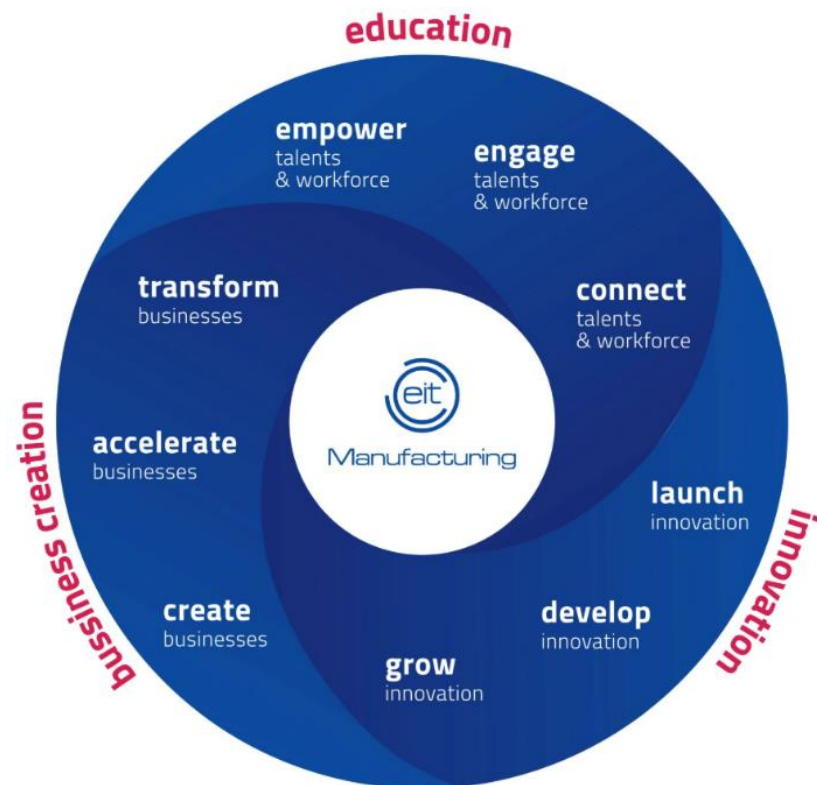 education
empower
talents
& workforce
engage
talents
& workforce
connect
talents
& workforce
launch
innovation
develop
innovation
grow
innovation
create
businesses
accelerate
businesses
transform
businesses
eit
Manufacturing
innovation
bussiness creation